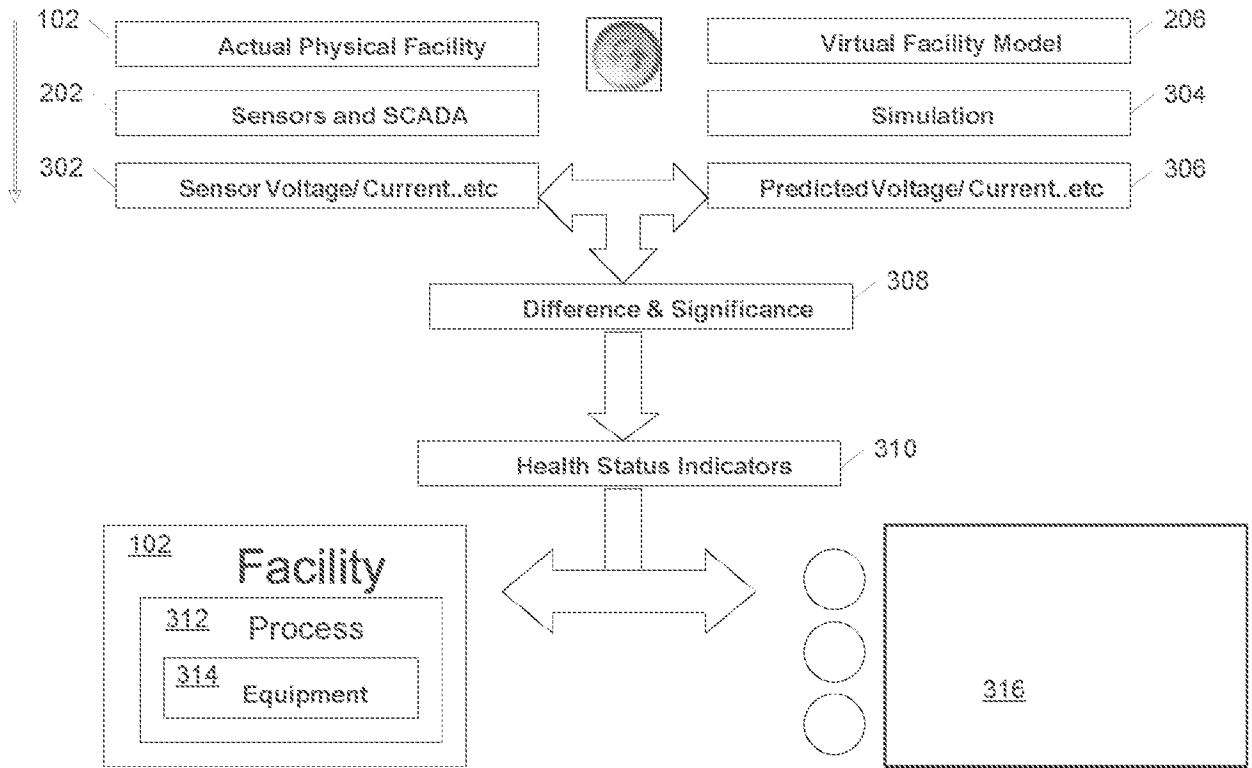 102 Actual Physical Facility Virtual Facility Model 206
202 Sensors and SCADA Simulation 304
302 Sensor Voltage/ Current..etc Predicted Voltage/ Current..etc 306
Difference & Significance 308
Health Status Indicators 310
102 Facility
312 Process
314 Equipment
316